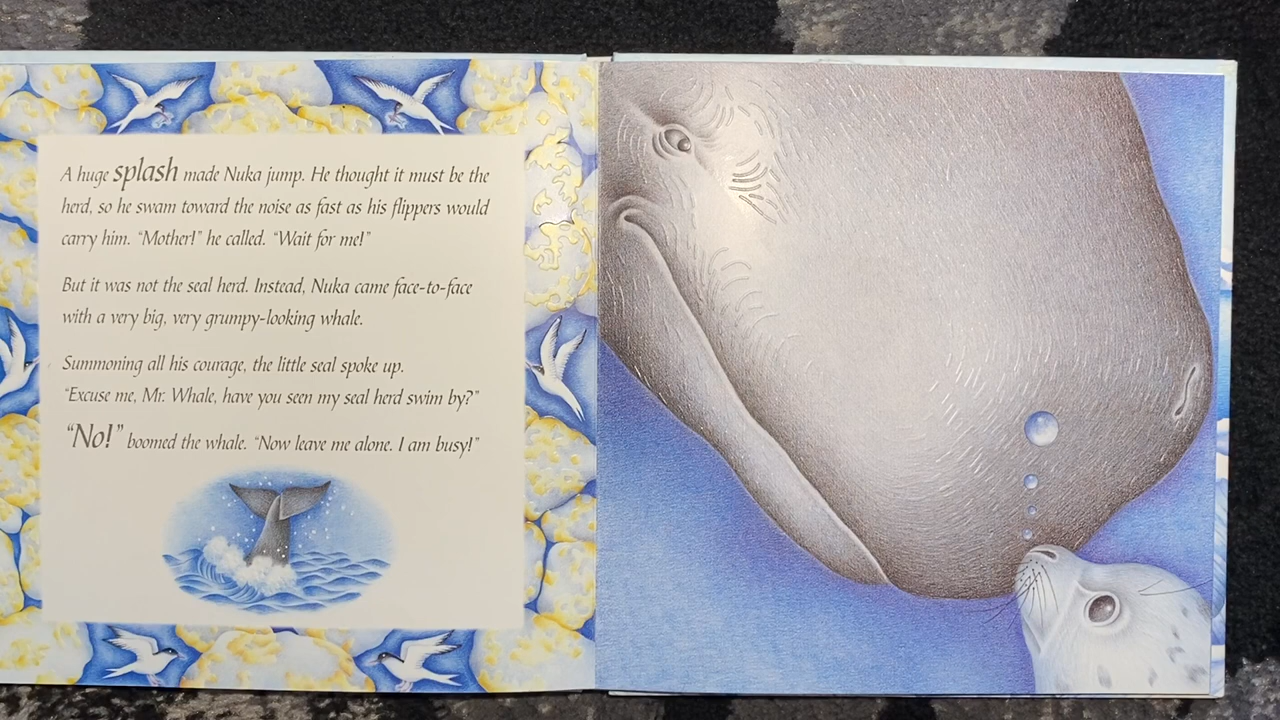 A huge splash made Nuka jump. He thought it must be the
herd, so he swam toward the noise as fast as his flippers would
carry him. “Mother!” he called. “Wait for me!”
But it was not the seal herd. Instead, Nuka came face-to-face
with a very big, very grumpy-looking whale.
Summoning all his courage, the little seal spoke up.
“Excuse me, Mr. Whale, have you seen my seal herd swim by?”
“No!” boomed the whale. “Now leave me alone. I am busy!”